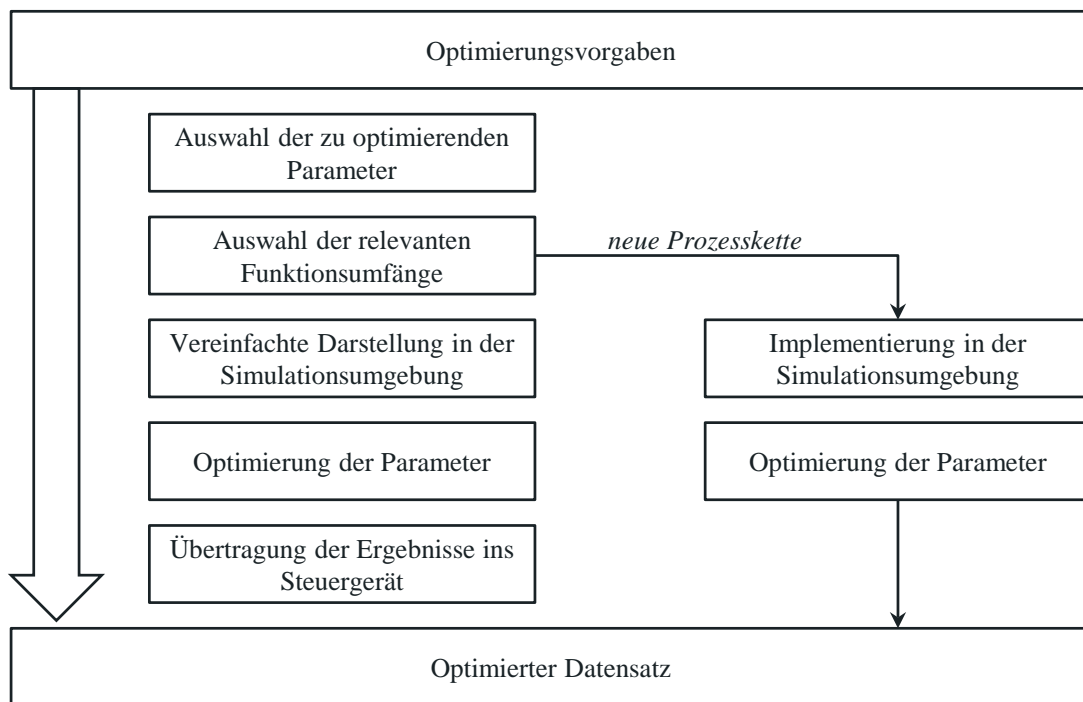 Optimierungsvorgaben
Auswahl der zu optimierenden
Parameter
Auswahl der relevanten
Funktionsumfänge
neue Prozesskette
Vereinfachte Darstellung in der
Simulationsumgebung
Implementierung in der
Simulationsumgebung
Optimierung der Parameter
Optimierung der Parameter
Übertragung der Ergebnisse ins
Steuergerät
Optimierter Datensatz